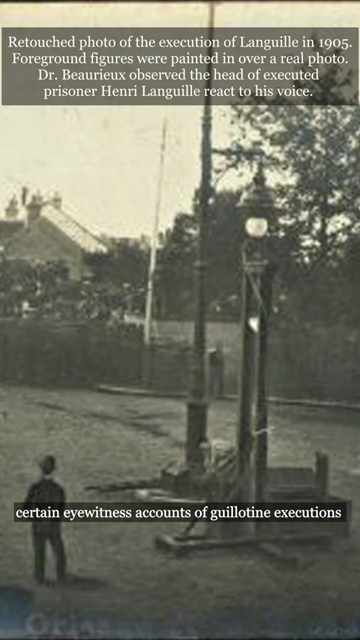 Retouched photo of the execution of Languille in 1905.
Foreground figures were painted in over a real photo.
Dr. Beaurieux observed the head of executed
prisoner Henri Languille react to his voice.
certain eyewitness accounts of guillotine executions